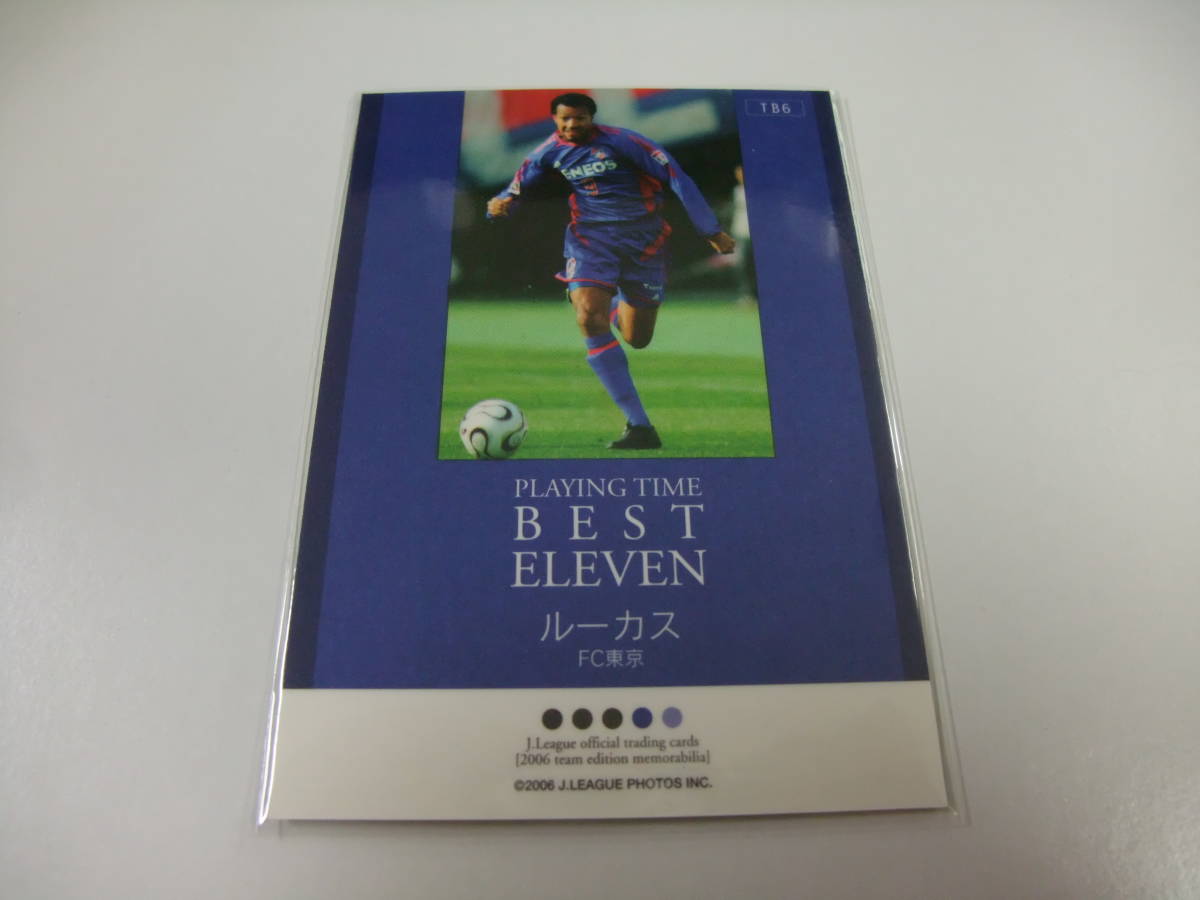 TB6
ENEOS
PLAYING TIME
BEST
ELEVEN
ルーカス
FC東京
J.League official trading cards
[2006 team edition memorabilia]
©2006 J.LEAGUE PHOTOS INC.